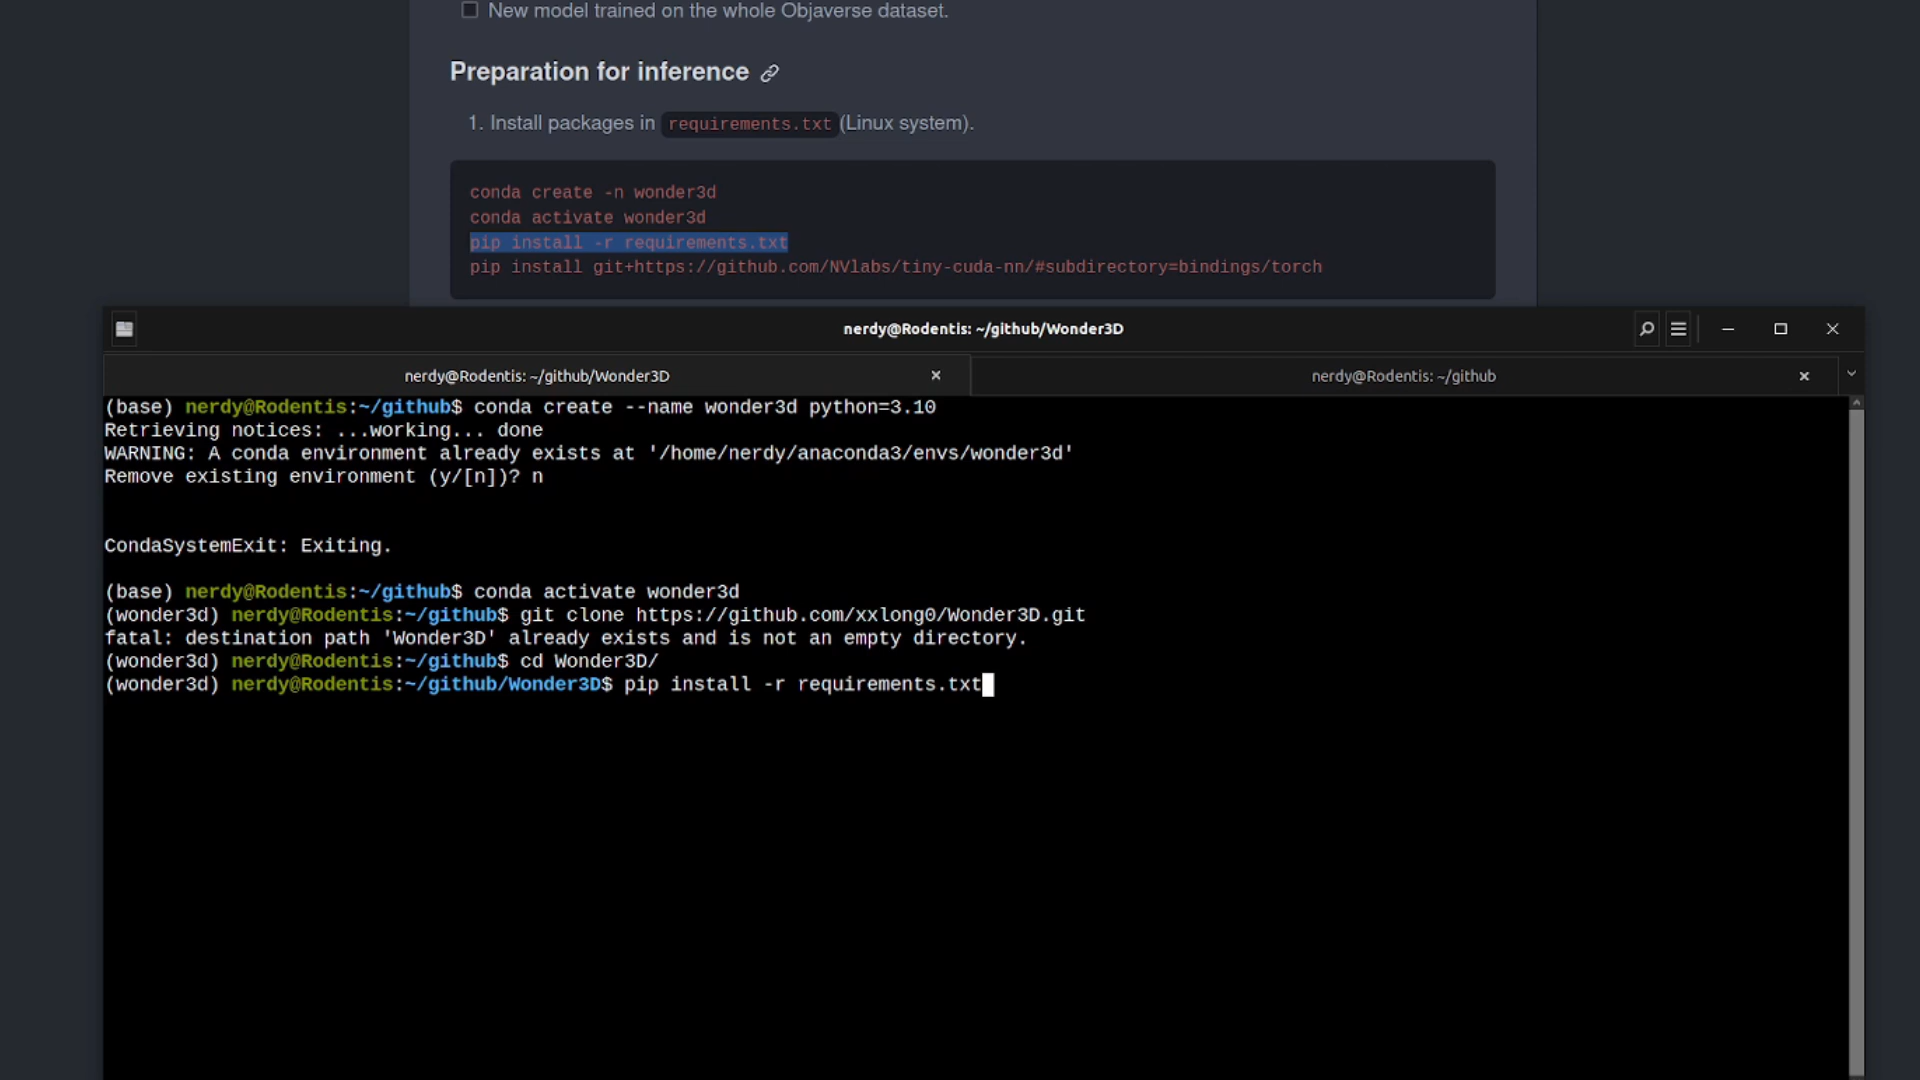 New model trained on the whole Objaverse dataset.
Preparation for inference
1. Install packages in requirements.txt (Linux system).
conda create -n wonder3d
conda activate wonder3d
pip install -r requirements.txt
pip install git+https://github.com/NVlabs/tiny-cuda-nn/#subdirectory=bindings/torch
nerdy@Rodentis: ~/github/Wonder3D
nerdy@Rodentis: ~/github/Wonder3D
nerdy@Rodentis: ~/github
(base) nerdy@Rodentis:~/github$ conda create --name wonder3d python=3.10
Retrieving notices: ...working... done
WARNING: A conda environment already exists at '/home/nerdy/anaconda3/envs/wonder3d'
Remove existing environment (y/[n])? n
CondaSystemExit: Exiting.
(base) nerdy@Rodentis:~/github$ conda activate wonder3d
(wonder3d) nerdy@Rodentis:~/github$ git clone https://github.com/xxlong0/Wonder3D.git
fatal: destination path 'Wonder3D' already exists and is not an empty directory.
(wonder3d) nerdy@Rodentis:~/github$ cd Wonder3D/
(wonder3d) nerdy@Rodentis:~/github/Wonder3D$ pip install -r requirements.txt